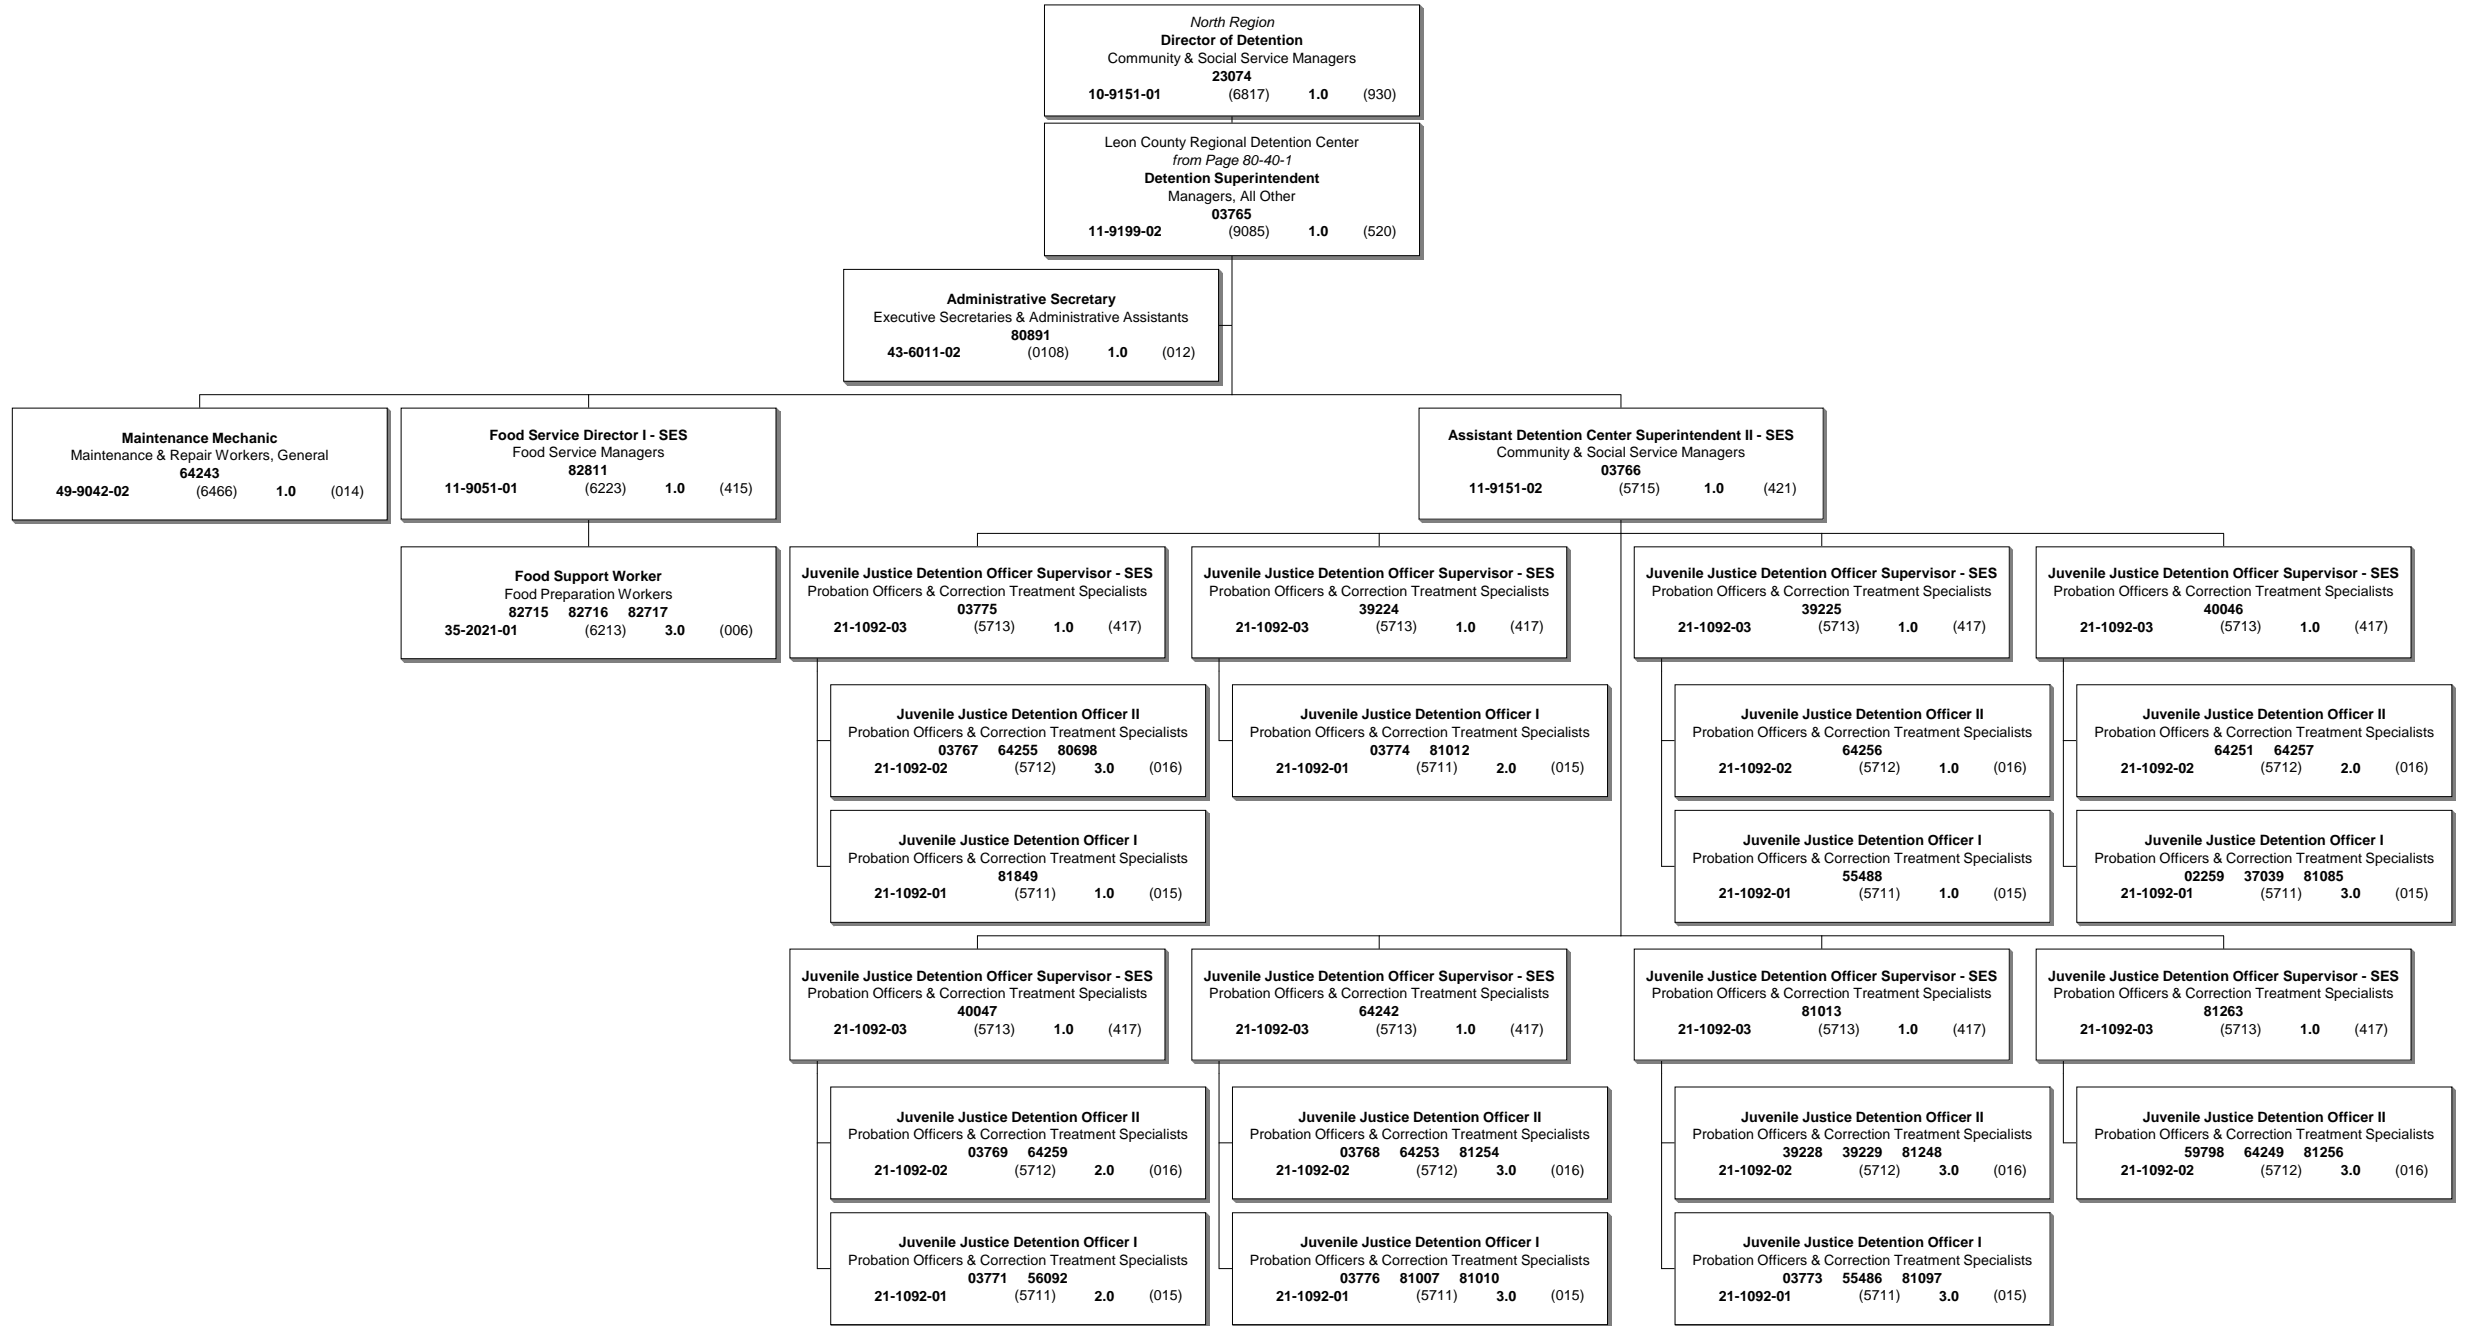 North Region
Director of Detention
Community & Social Service Managers
23074
10-9151-01 (6817) 1.0 (930)
Leon County Regional Detention Center
from Page 80-40-1
Detention Superintendent
Managers, All Other
03765
11-9199-02 (9085) 1.0 (520)
Administrative Secretary
Executive Secretaries & Administrative Assistants
80891
43-6011-02 (0108) 1.0 (012)
Maintenance Mechanic
Maintenance & Repair Workers, General
64243
49-9042-02 (6466) 1.0 (014)
Food Service Director I - SES
Food Service Managers
82811
11-9051-01 (6223) 1.0 (415)
Assistant Detention Center Superintendent II - SES
Community & Social Service Managers
03766
11-9151-02 (5715) 1.0 (421)
Food Support Worker
Food Preparation Workers
82715 82716 82717
35-2021-01 (6213) 3.0 (006)
Juvenile Justice Detention Officer Supervisor - SES
Probation Officers & Correction Treatment Specialists
03775
21-1092-03 (5713) 1.0 (417)
Juvenile Justice Detention Officer Supervisor - SES
Probation Officers & Correction Treatment Specialists
39224
21-1092-03 (5713) 1.0 (417)
Juvenile Justice Detention Officer Supervisor - SES
Probation Officers & Correction Treatment Specialists
39225
21-1092-03 (5713) 1.0 (417)
Juvenile Justice Detention Officer Supervisor - SES
Probation Officers & Correction Treatment Specialists
40046
21-1092-03 (5713) 1.0 (417)
Juvenile Justice Detention Officer II
Probation Officers & Correction Treatment Specialists
03767 64255 80698
21-1092-02 (5712) 3.0 (016)
Juvenile Justice Detention Officer I
Probation Officers & Correction Treatment Specialists
03774 81012
21-1092-01 (5711) 2.0 (015)
Juvenile Justice Detention Officer II
Probation Officers & Correction Treatment Specialists
64256
21-1092-02 (5712) 1.0 (016)
Juvenile Justice Detention Officer II
Probation Officers & Correction Treatment Specialists
64251 64257
21-1092-02 (5712) 2.0 (016)
Juvenile Justice Detention Officer I
Probation Officers & Correction Treatment Specialists
81849
21-1092-01 (5711) 1.0 (015)
Juvenile Justice Detention Officer I
Probation Officers & Correction Treatment Specialists
55488
21-1092-01 (5711) 1.0 (015)
Juvenile Justice Detention Officer I
Probation Officers & Correction Treatment Specialists
02259 37039 81085
21-1092-01 (5711) 3.0 (015)
Juvenile Justice Detention Officer Supervisor - SES
Probation Officers & Correction Treatment Specialists
40047
21-1092-03 (5713) 1.0 (417)
Juvenile Justice Detention Officer Supervisor - SES
Probation Officers & Correction Treatment Specialists
64242
21-1092-03 (5713) 1.0 (417)
Juvenile Justice Detention Officer Supervisor - SES
Probation Officers & Correction Treatment Specialists
81013
21-1092-03 (5713) 1.0 (417)
Juvenile Justice Detention Officer Supervisor - SES
Probation Officers & Correction Treatment Specialists
81263
21-1092-03 (5713) 1.0 (417)
Juvenile Justice Detention Officer II
Probation Officers & Correction Treatment Specialists
03769 64259
21-1092-02 (5712) 2.0 (016)
Juvenile Justice Detention Officer II
Probation Officers & Correction Treatment Specialists
03768 64253 81254
21-1092-02 (5712) 3.0 (016)
Juvenile Justice Detention Officer II
Probation Officers & Correction Treatment Specialists
39228 39229 81248
21-1092-02 (5712) 3.0 (016)
Juvenile Justice Detention Officer II
Probation Officers & Correction Treatment Specialists
59798 64249 81256
21-1092-02 (5712) 3.0 (016)
Juvenile Justice Detention Officer I
Probation Officers & Correction Treatment Specialists
03771 56092
21-1092-01 (5711) 2.0 (015)
Juvenile Justice Detention Officer I
Probation Officers & Correction Treatment Specialists
03776 81007 81010
21-1092-01 (5711) 3.0 (015)
Juvenile Justice Detention Officer I
Probation Officers & Correction Treatment Specialists
03773 55486 81097
21-1092-01 (5711) 3.0 (015)